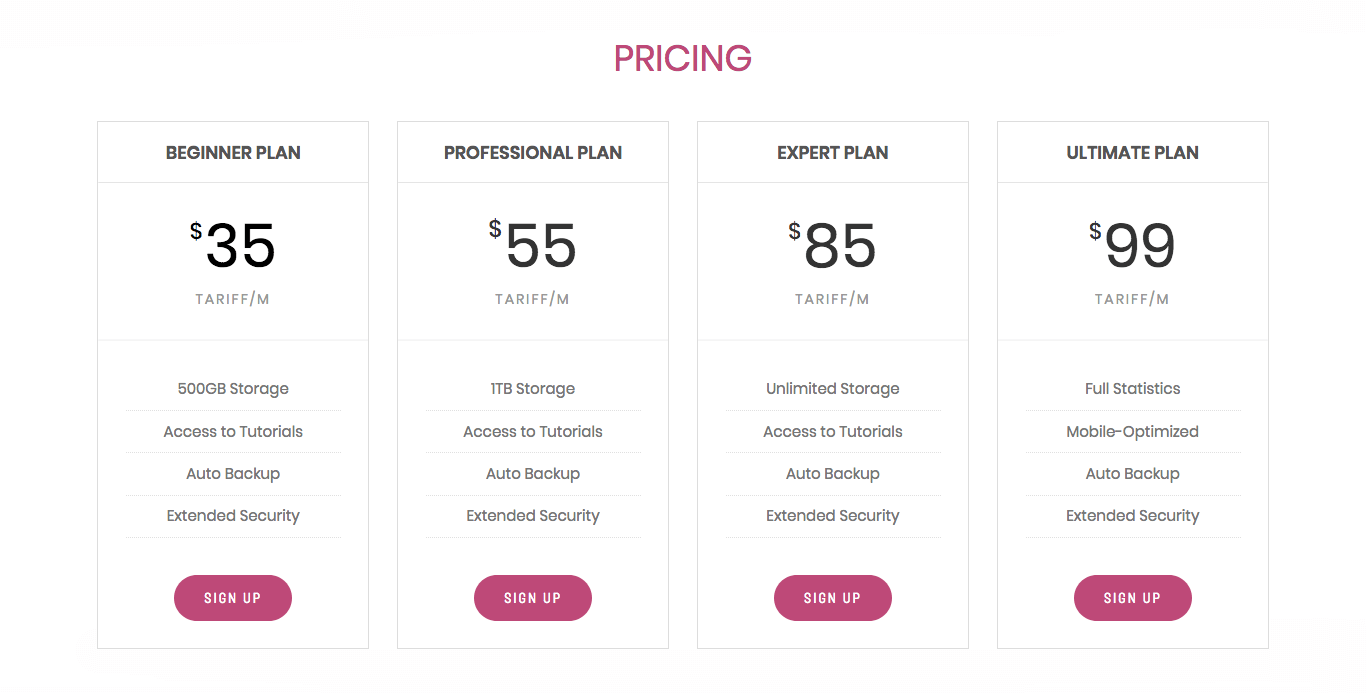 PRICING
BEGINNER PLAN
$35
TARIFF/M
500GB Storage
Access to Tutorials
Auto Backup
Extended Security
SIGN UP
PROFESSIONAL PLAN
$55
TARIFF/M
1TB Storage
Access to Tutorials
Auto Backup
Extended Security
SIGN UP
EXPERT PLAN
$85
TARIFF/M
Unlimited Storage
Access to Tutorials
Auto Backup
Extended Security
SIGN UP
ULTIMATE PLAN
$99
TARIFF/M
Full Statistics
Mobile-Optimized
Auto Backup
Extended Security
SIGN UP